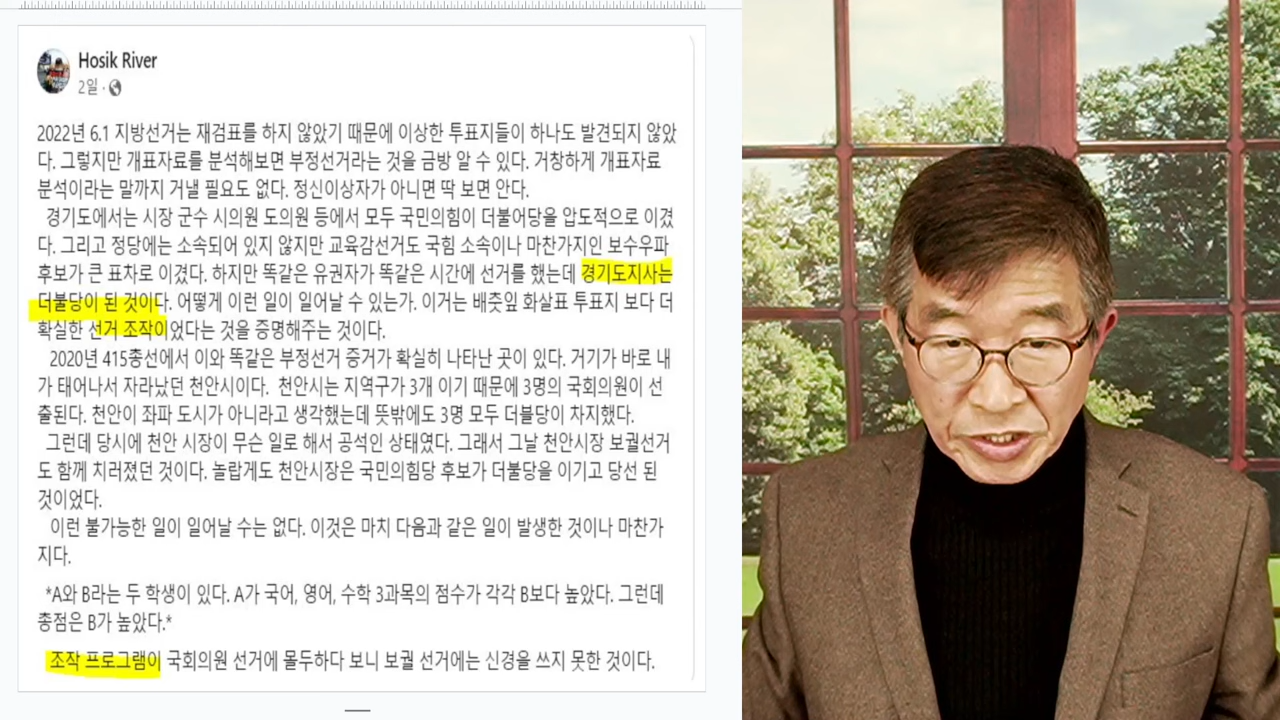 Hosik River
2일 ·
2022년 6.1 지방선거는 재검표를 하지 않았기 때문에 이상한 투표지들이 하나도 발견되지 않았
다. 그렇지만 개표자료를 분석해보면 부정선거라는 것을 금방 알 수 있다. 거창하게 개표자료
분석이라는 말까지 거낼 필요도 없다. 정신이상자가 아니면 딱 보면 안다.
경기도에서는 시장 군수 시의원 도의원 등에서 모두 국민의힘이 더불어당을 압도적으로 이겼
다. 그리고 정당에는 소속되어 있지 않지만 교육감선거도 국힘 소속이나 마찬가지인 보수우파
후보가 큰 표차로 이겼다. 하지만 똑같은 유권자가 똑같은 시간에 선거를 했는데 경기도지사는
더불당이 된 것이다. 어떻게 이런 일이 일어날 수 있는가. 이거는 배춧잎 화살표 투표지 보다 더
확실한 선거 조작이었다는 것을 증명해주는 것이다.
2020년 415총선에서 이와 똑같은 부정선거 증거가 확실히 나타난 곳이 있다. 거기가 바로 내
가 태어나서 자라났던 천안시이다. 천안시는 지역구가 3개 이기 때문에 3명의 국회의원이 선
출된다. 천안이 좌파 도시가 아니라고 생각했는데 뜻밖에도 3명 모두 더블당이 차지했다.
그런데 당시에 천안 시장이 무슨 일로 해서 공석인 상태였다. 그래서 그날 천안시장 보궐선거
도 함께 치러졌던 것이다. 놀랍게도 천안시장은 국민의힘당 후보가 더불당을 이기고 당선 된
것이었다.
이런 불가능한 일이 일어날 수는 없다. 이것은 마치 다음과 같은 일이 발생한 것이나 마찬가
지다.
*A와 B라는 두 학생이 있다. A가 국어, 영어, 수학 3과목의 점수가 각각 B보다 높았다. 그런데
총점은 B가 높았다.*
조작 프로그램이 국회의원 선거에 몰두하다 보니 보궐 선거에는 신경을 쓰지 못한 것이다.